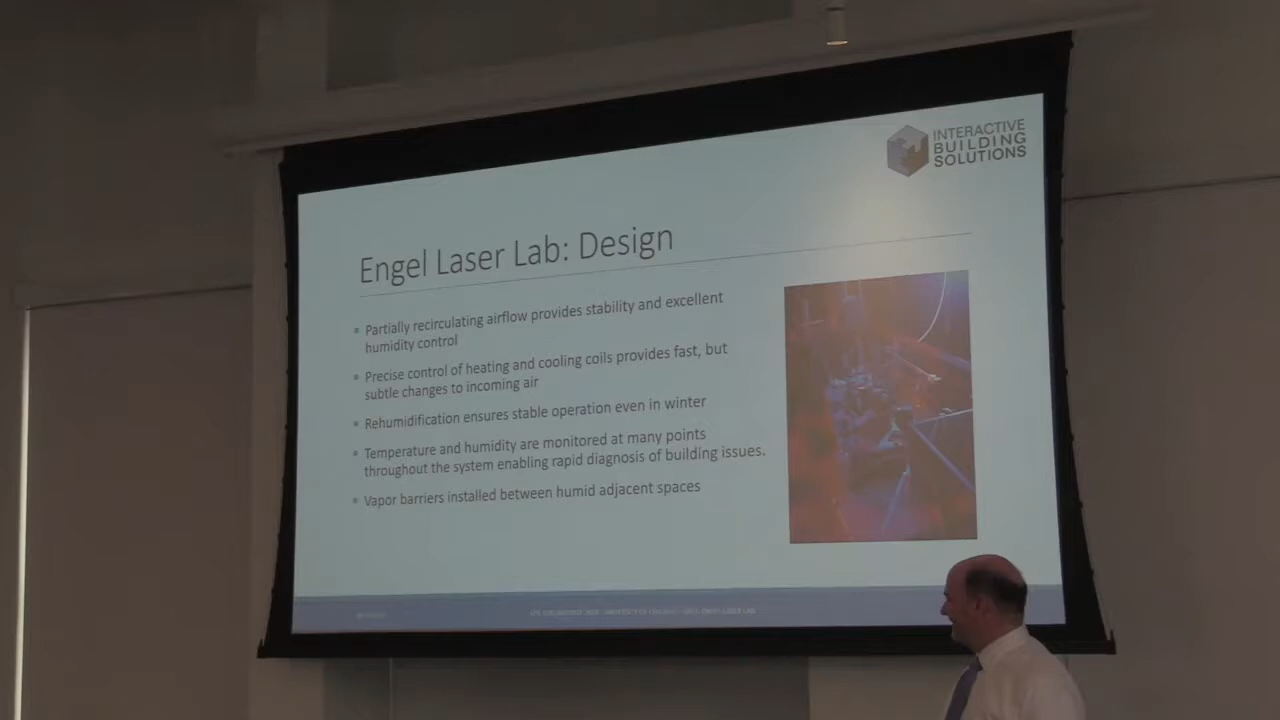 INTERACTIVE
BUILDING
SOLUTIONS
Engel Laser Lab: Design
Partially recirculating airflow provides stability and excellent
humidity control
Precise control of heating and cooling coils provides fast, but
subtle changes to incoming air
Rehumidification ensures stable operation even in winter
Temperature and humidity are monitored at many points
throughout the system enabling rapid diagnosis of building issues.
Vapor barriers installed between humid adjacent spaces